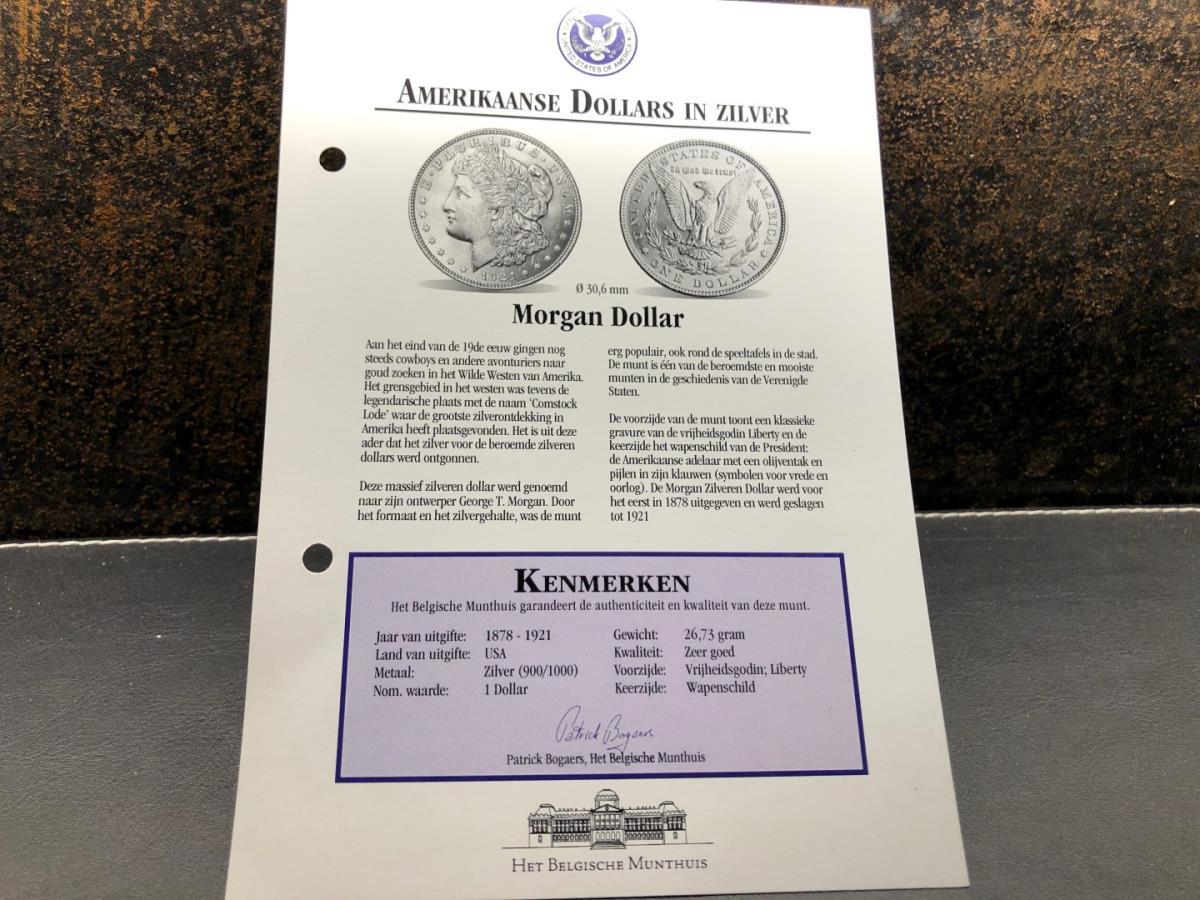 UNITED STATES OF AMERICA
AMERIKAANSE DOLLARS IN ZILVER
E·PLURIBUS·UNUM
1921
UNITED STATES OF AMERICA
In God We trust
ONE DOLLAR
Ø 30,6 mm
Morgan Dollar
Aan het eind van de 19de eeuw gingen nog
steeds cowboys en andere avonturiers naar
goud zoeken in het Wilde Westen van Amerika.
Het grensgebied in het westen was tevens de
legendarische plaats met de naam ‘Comstock
Lode’ waar de grootste zilverontdekking in
Amerika heeft plaatsgevonden. Het is uit deze
ader dat het zilver voor de beroemde zilveren
dollars werd ontgonnen.
Deze massief zilveren dollar werd genoemd
naar zijn ontwerper George T. Morgan. Door
het formaat en het zilvergehalte, was de munt
erg populair, ook rond de speeltafels in de stad.
De munt is één van de beroemdste en mooiste
munten in de geschiedenis van de Verenigde
Staten.
De voorzijde van de munt toont een klassieke
gravure van de vrijheidsgodin Liberty en de
keerzijde het wapenschild van de President:
de Amerikaanse adelaar met een olijventak en
pijlen in zijn klauwen (symbolen voor vrede en
oorlog). De Morgan Zilveren Dollar werd voor
het eerst in 1878 uitgegeven en werd geslagen
tot 1921
KENMERKEN
Het Belgische Munthuis garandeert de authenticiteit en kwaliteit van deze munt.
Jaar van uitgifte: 1878 - 1921
Land van uitgifte: USA
Metaal: Zilver (900/1000)
Nom. waarde: 1 Dollar
Gewicht: 26,73 gram
Kwaliteit: Zeer goed
Voorzijde: Vrijheidsgodin; Liberty
Keerzijde: Wapenschild
Patrick Bogaers
Patrick Bogaers, Het Belgische Munthuis
HET BELGISCHE MUNTHUIS